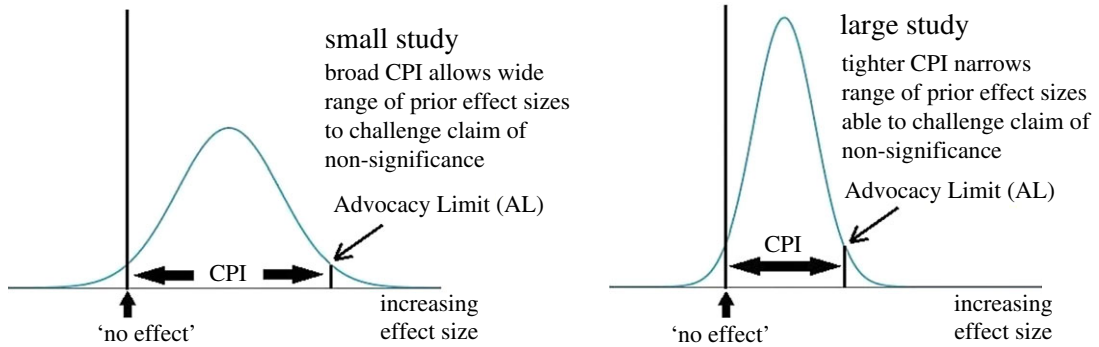 small study
broad CPI allows wide
range of prior effect sizes
to challenge claim of
non-significance
Advocacy Limit (AL)
CPI
increasing
effect size
‘no effect’
large study
tighter CPI narrows
range of prior effect sizes
able to challenge claim of
non-significance
Advocacy Limit (AL)
CPI
increasing
effect size
‘no effect’